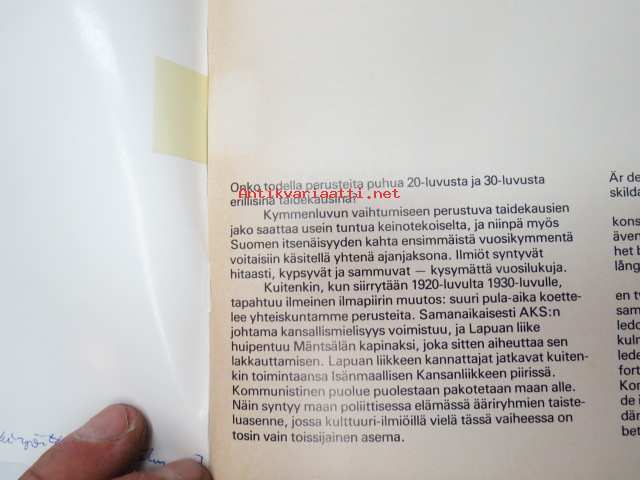 Onko todella perusteita puhua 20-luvusta ja 30-luvusta
Antikvariaatti.net
erillisinä taidekausina?
Kymmenluvun vaihtumiseen perustuva taidekausien
jako saattaa usein tuntua keinotekoiselta, ja niinpä myös
Suomen itsenäisyyden kahta ensimmäistä vuosikymmentä
voitaisiin käsitellä yhtenä ajanjaksona. Ilmiöt syntyvät
hitaasti, kypsyvät ja sammuvat — kysymättä vuosilukuja.
Kuitenkin, kun siirrytään 1920-luvulta 1930-luvulle,
tapahtuu ilmeinen ilmapiirin muutos: suuri pula-aika koette-
lee yhteiskuntamme perusteita. Samanaikaisesti AKS:n
johtama kansallismielisyys voimistuu, ja Lapuan liike
huipentuu Mäntsälän kapinaksi, joka sitten aiheuttaa sen
lakkauttamisen. Lapuan liikkeen kannattajat jatkavat kuiten-
kin toimintaansa Isänmaallisen Kansanliikkeen piirissä.
Kommunistinen puolue puolestaan pakotetaan maan alle.
Näin syntyy maan poliittisessa elämässä ääriryhmien taiste-
luasenne, jossa kulttuuri-ilmiöillä vielä tässä vaiheessa on
tosin vain toissijainen asema.
Är de
skilda
kons
även
het b
lång
en ty
sam
ledo
kulm
ledd
fort
Kom
de i
där
bet